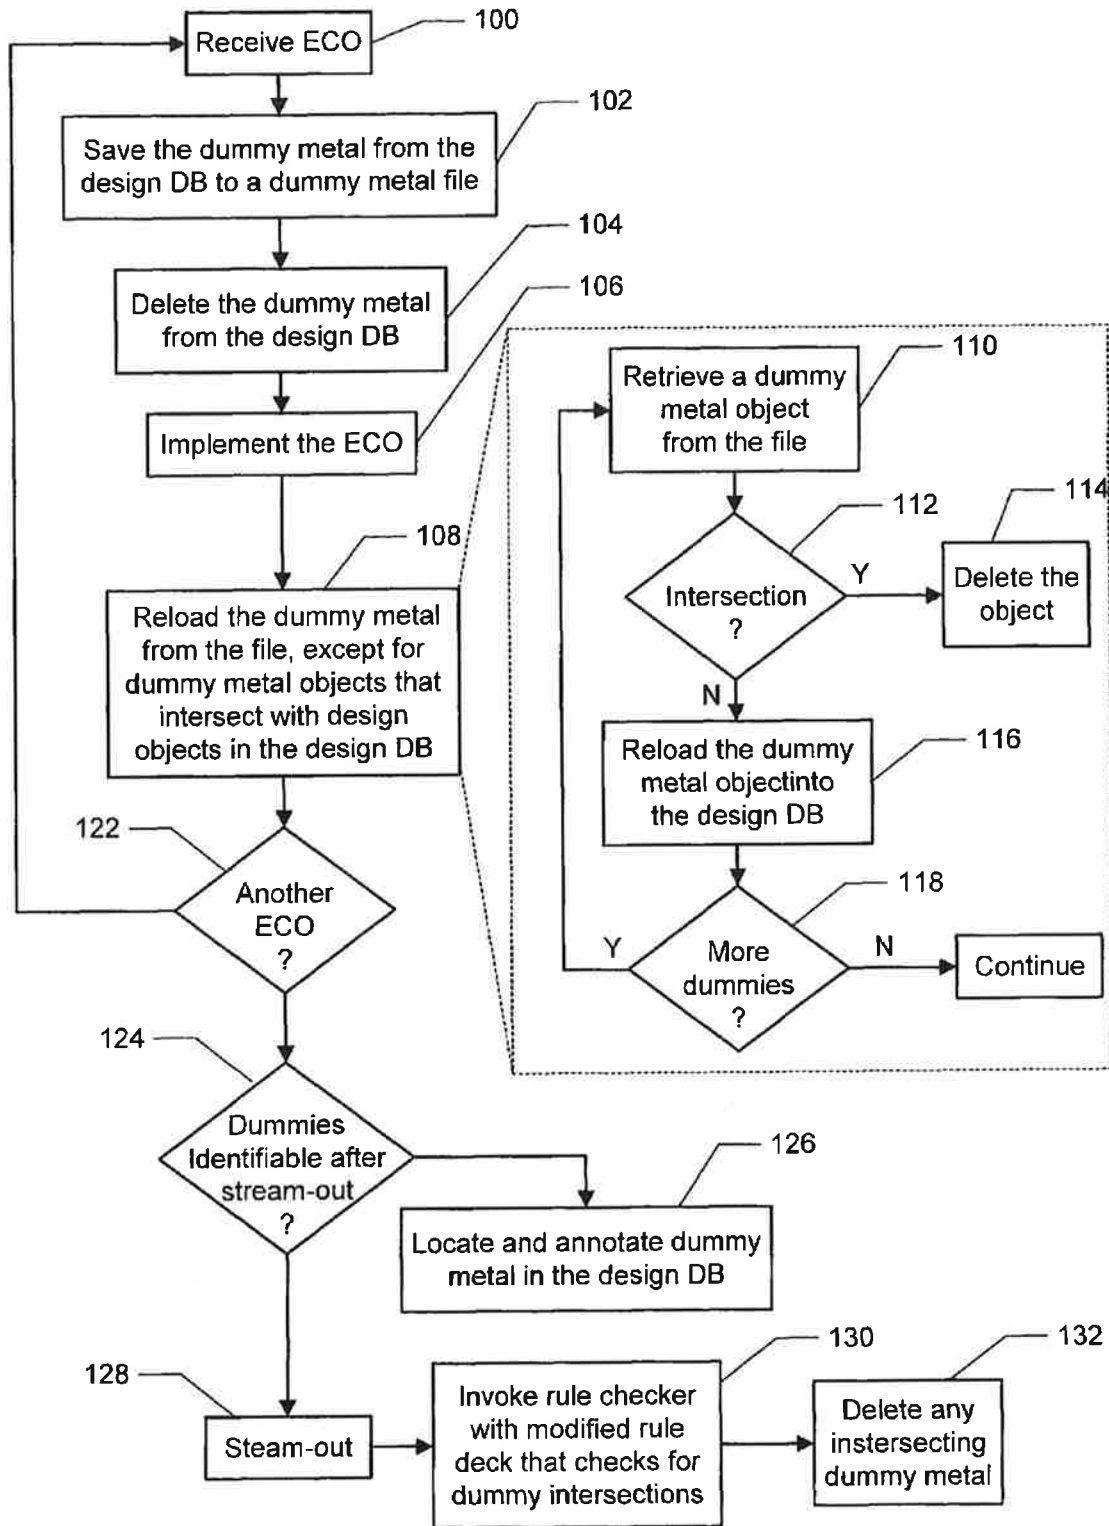 Receive ECO
100
102
Save the dummy metal from the
design DB to a dummy metal file
104
Delete the dummy metal
from the design DB
106
Implement the ECO
108
Reload the dummy metal
from the file, except for
dummy metal objects that
intersect with design
objects in the design DB
110
Retrieve a dummy
metal object
from the file
112
Intersection
?
Y
114
Delete the
object
N
116
Reload the dummy
metal objectinto
the design DB
118
More
dummies
?
Y
N
Continue
122
Another
ECO
?
124
Dummies
Identifiable after
stream-out
?
126
Locate and annotate dummy
metal in the design DB
128
Steam-out
130
Invoke rule checker
with modified rule
deck that checks for
dummy intersections
132
Delete any
instersecting
dummy metal